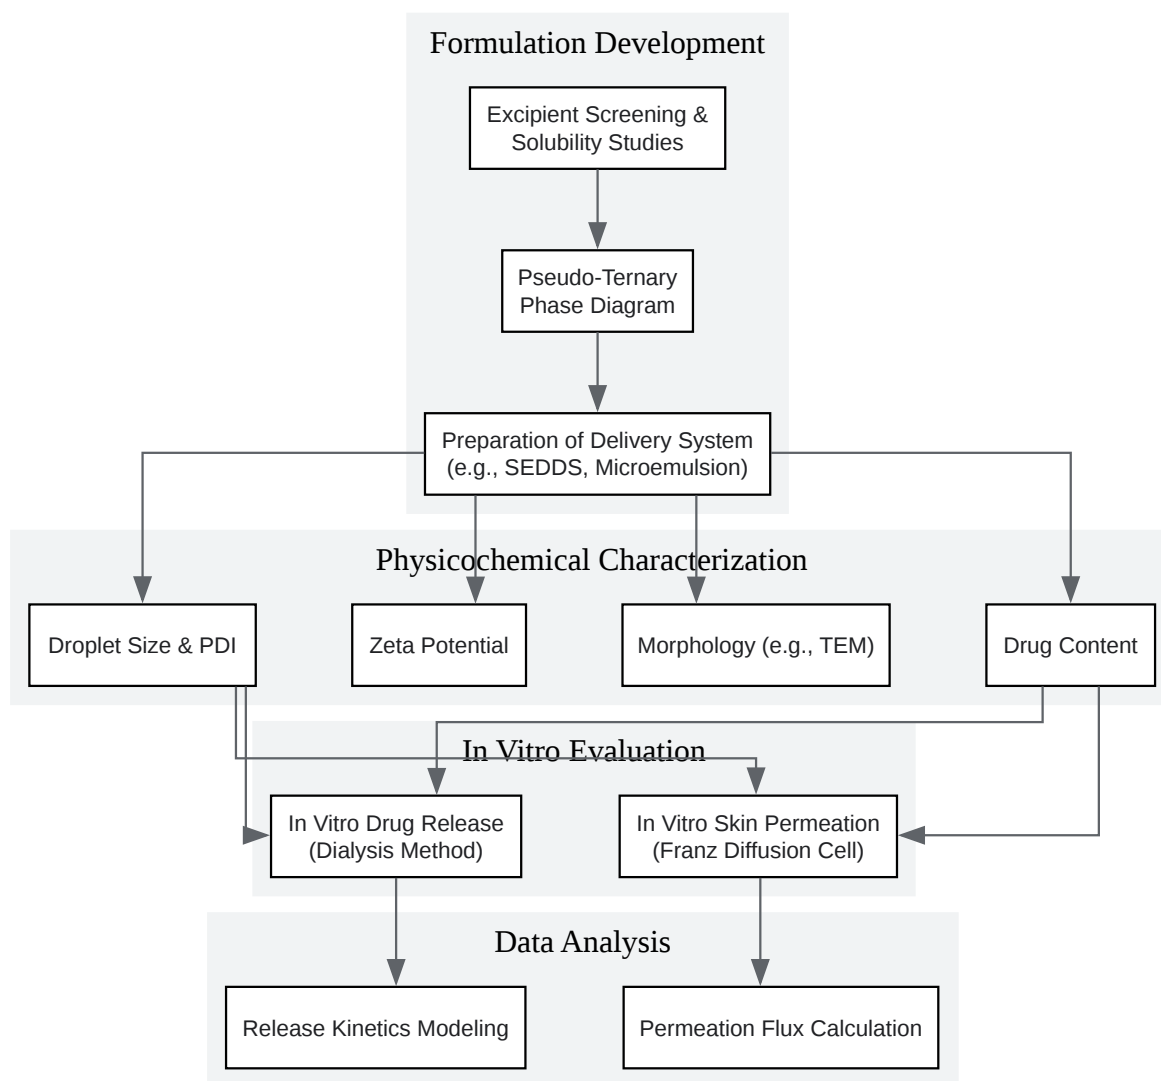 Formulation Development
Excipient Screening &
Solubility Studies
Pseudo-Ternary
Phase Diagram
Preparation of Delivery System
(e.g., SEDDS, Microemulsion)
Physicochemical Characterization
Droplet Size & PDI
Zeta Potential
Morphology (e.g., TEM)
Drug Content
In Vitro Evaluation
In Vitro Drug Release
(Dialysis Method)
In Vitro Skin Permeation
(Franz Diffusion Cell)
Data Analysis
Release Kinetics Modeling
Permeation Flux Calculation